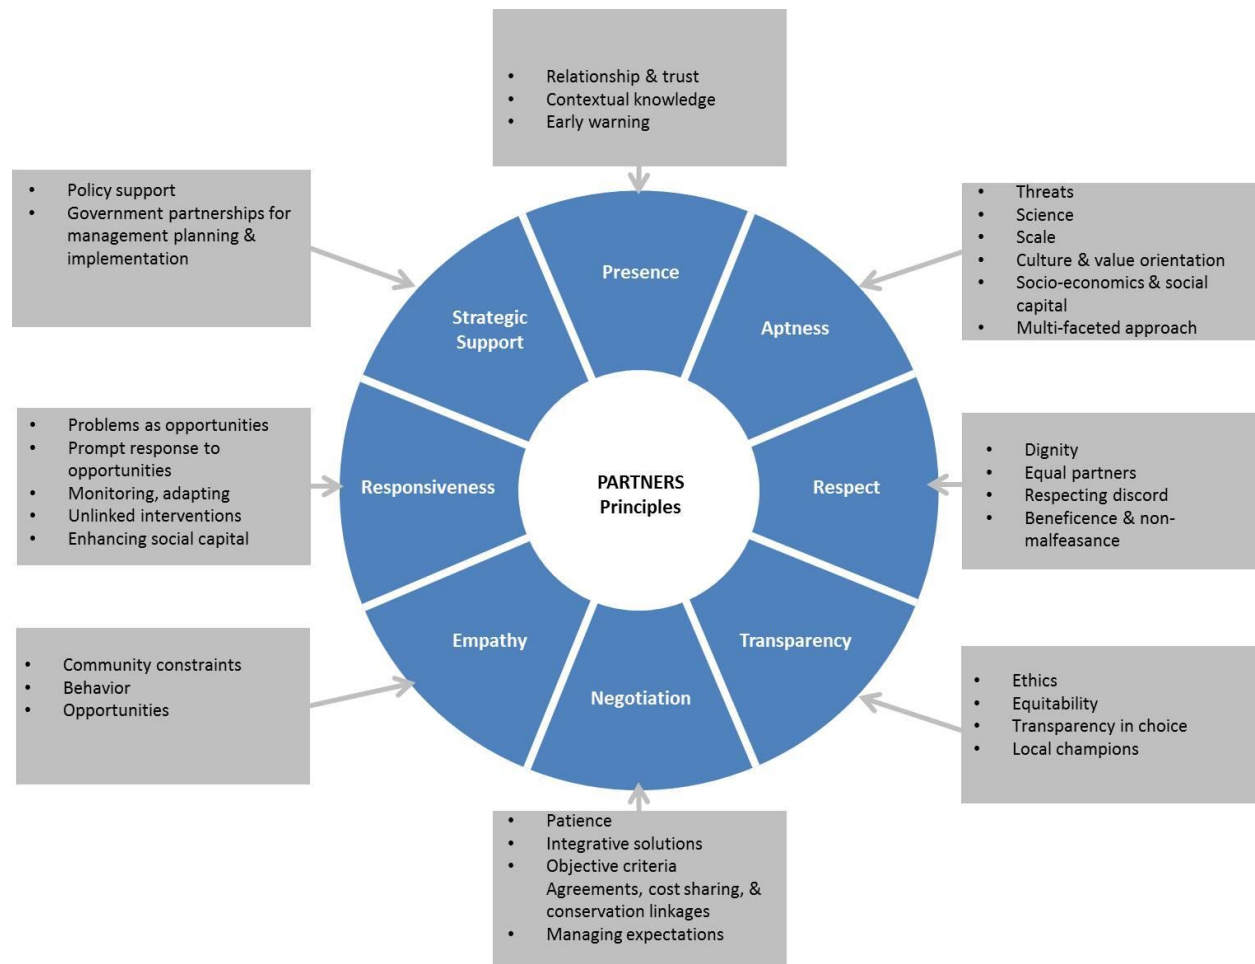 • Relationship & trust
• Contextual knowledge
• Early warning
• Policy support
• Government partnerships for
management planning &
implementation
• Threats
• Science
• Scale
• Culture & value orientation
• Socio-economics & social
capital
• Multi-faceted approach
Presence
Strategic
Support
Aptness
• Problems as opportunities
• Prompt response to
opportunities
• Monitoring, adapting
• Unlinked interventions
• Enhancing social capital
Responsiveness
PARTNERS
Principles
Respect
• Dignity
• Equal partners
• Respecting discord
• Beneficence & non-
malfeasance
Empathy
Negotiation
Transparency
• Community constraints
• Behavior
• Opportunities
• Ethics
• Equitability
• Transparency in choice
• Local champions
• Patience
• Integrative solutions
• Objective criteria
Agreements, cost sharing, &
conservation linkages
• Managing expectations